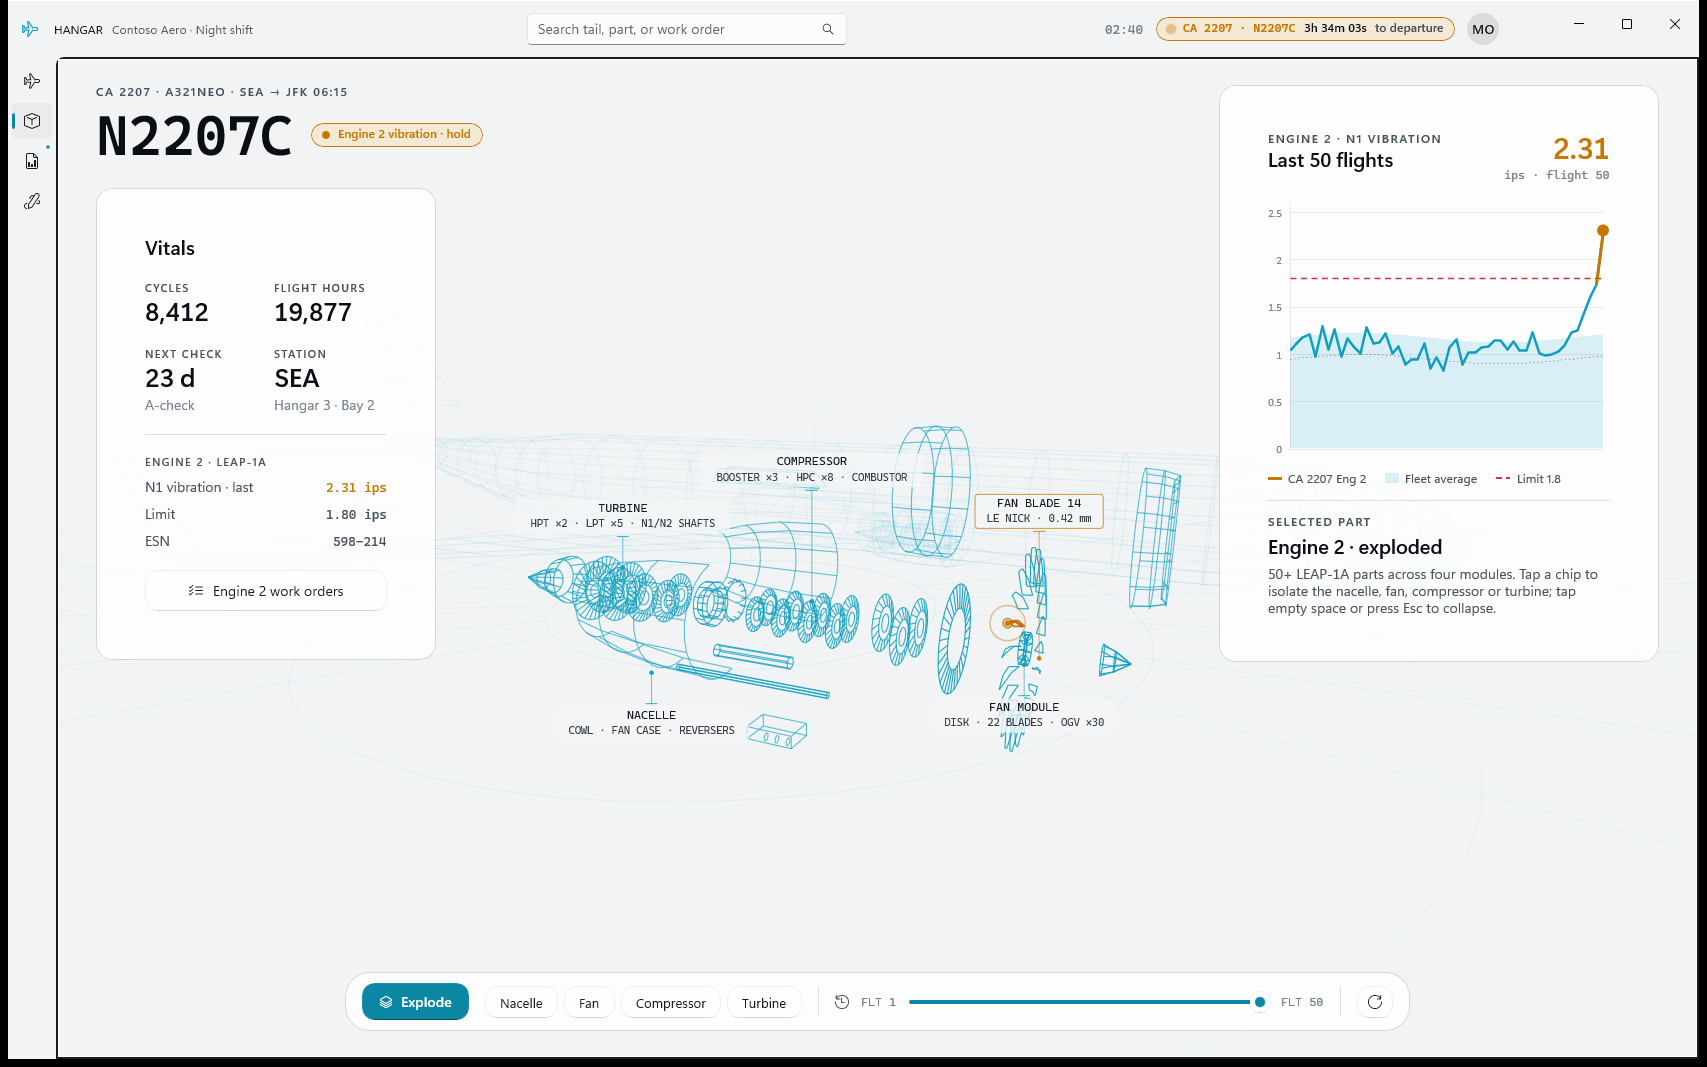 HANGAR Contoso Aero · Night shift
Search tail, part, or work order
02:40
CA 2207 · N2207C 3h 34m 03s to departure
MO
CA 2207 · A321NEO · SEA → JFK 06:15
N2207C
Engine 2 vibration · hold
Vitals
CYCLES
8,412
FLIGHT HOURS
19,877
NEXT CHECK
23 d
A-check
STATION
SEA
Hangar 3 · Bay 2
ENGINE 2 · LEAP-1A
N1 vibration · last 2.31 ips
Limit 1.80 ips
ESN 598-214
Engine 2 work orders
COMPRESSOR
BOOSTER ×3 · HPC ×8 · COMBUSTOR
TURBINE
HPT ×2 · LPT ×5 · N1/N2 SHAFTS
FAN BLADE 14
LE NICK · 0.42 mm
NACELLE
COWL · FAN CASE · REVERSERS
FAN MODULE
DISK · 22 BLADES · OGV ×30
ENGINE 2 · N1 VIBRATION
Last 50 flights
2.31
ips · flight 50
2.5
2
1.5
1
0.5
0
CA 2207 Eng 2
Fleet average
Limit 1.8
SELECTED PART
Engine 2 · exploded
50+ LEAP-1A parts across four modules. Tap a chip to
isolate the nacelle, fan, compressor or turbine; tap
empty space or press Esc to collapse.
Explode
Nacelle
Fan
Compressor
Turbine
FLT 1
FLT 50